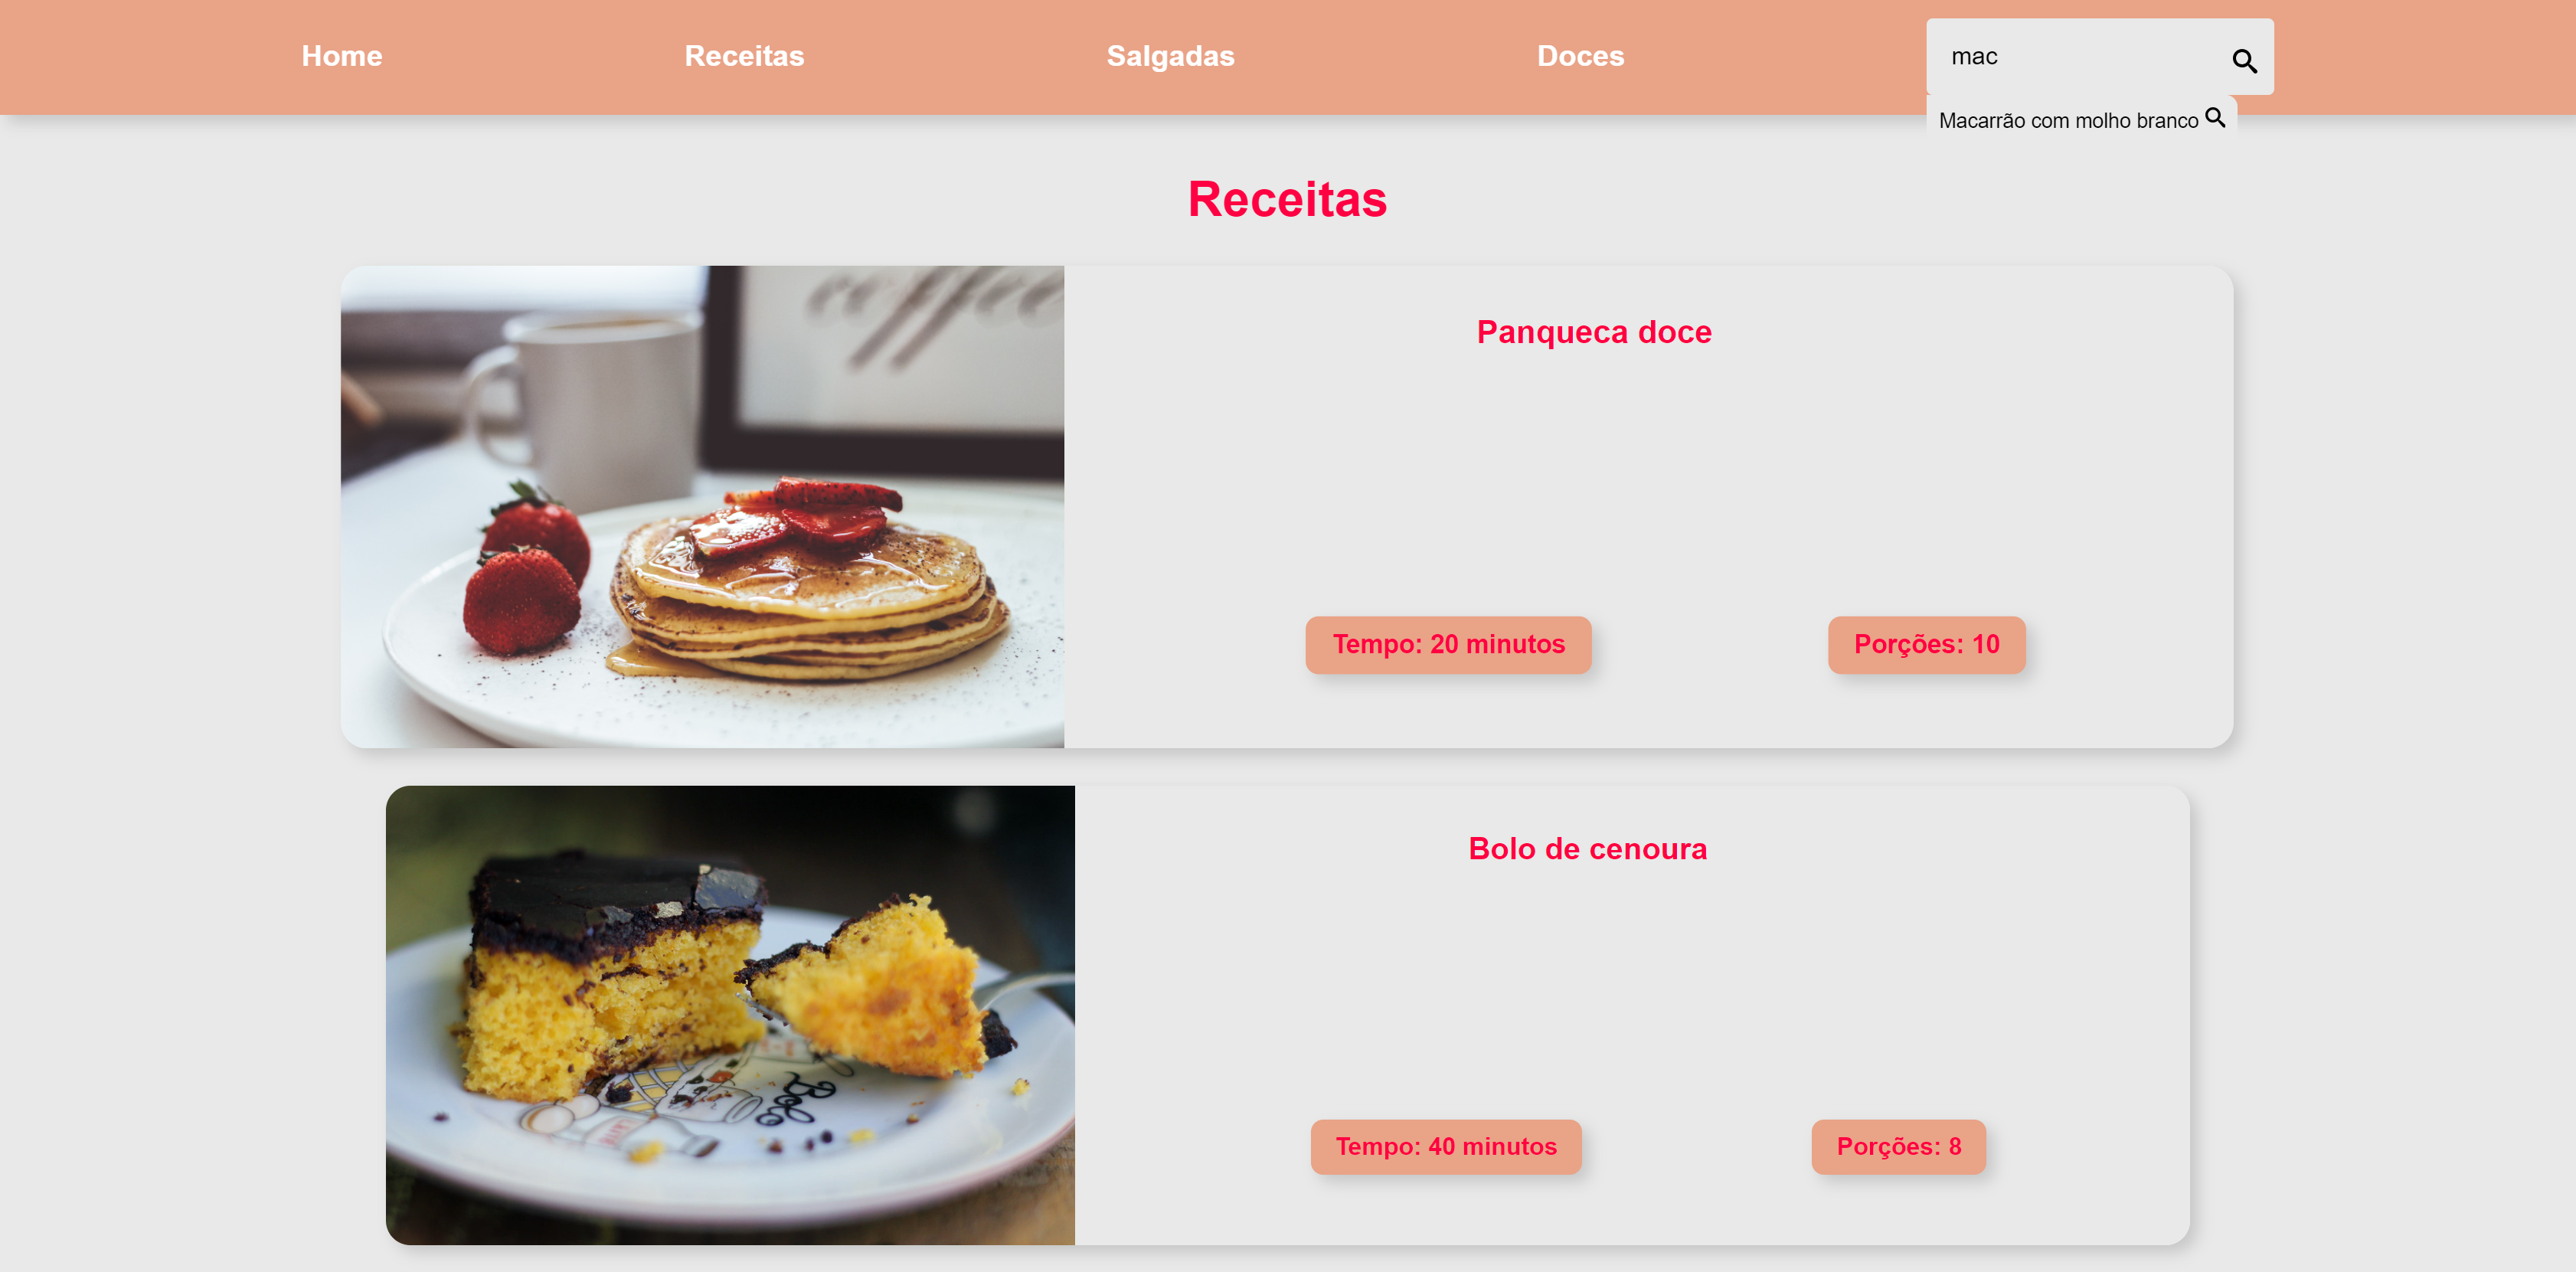 Home
Receitas
Salgadas
Doces
mac
Macarrão com molho branco
Receitas
coffee
Panqueca doce
Tempo: 20 minutos
Porções: 10
Bolo de cenoura
Bolo
Tempo: 40 minutos
Porções: 8